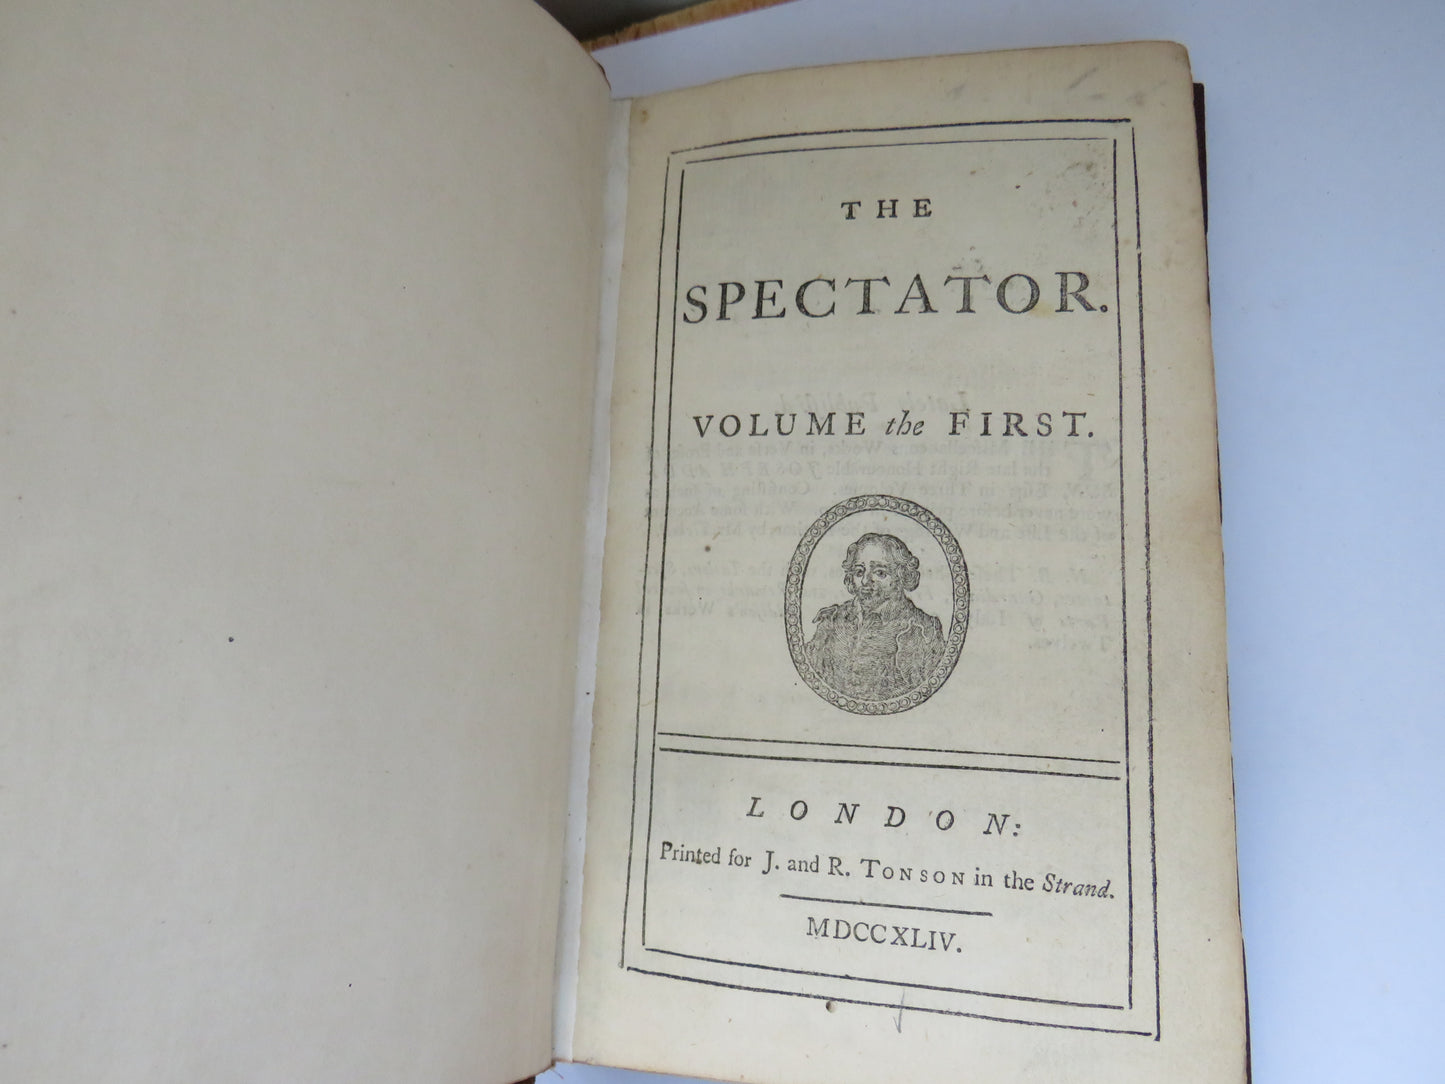 THE
SPECTATOR.
VOLUME the FIRST.
LONDON:
Printed for J. and R. TONSON in the Strand.
MDCCXLIV.